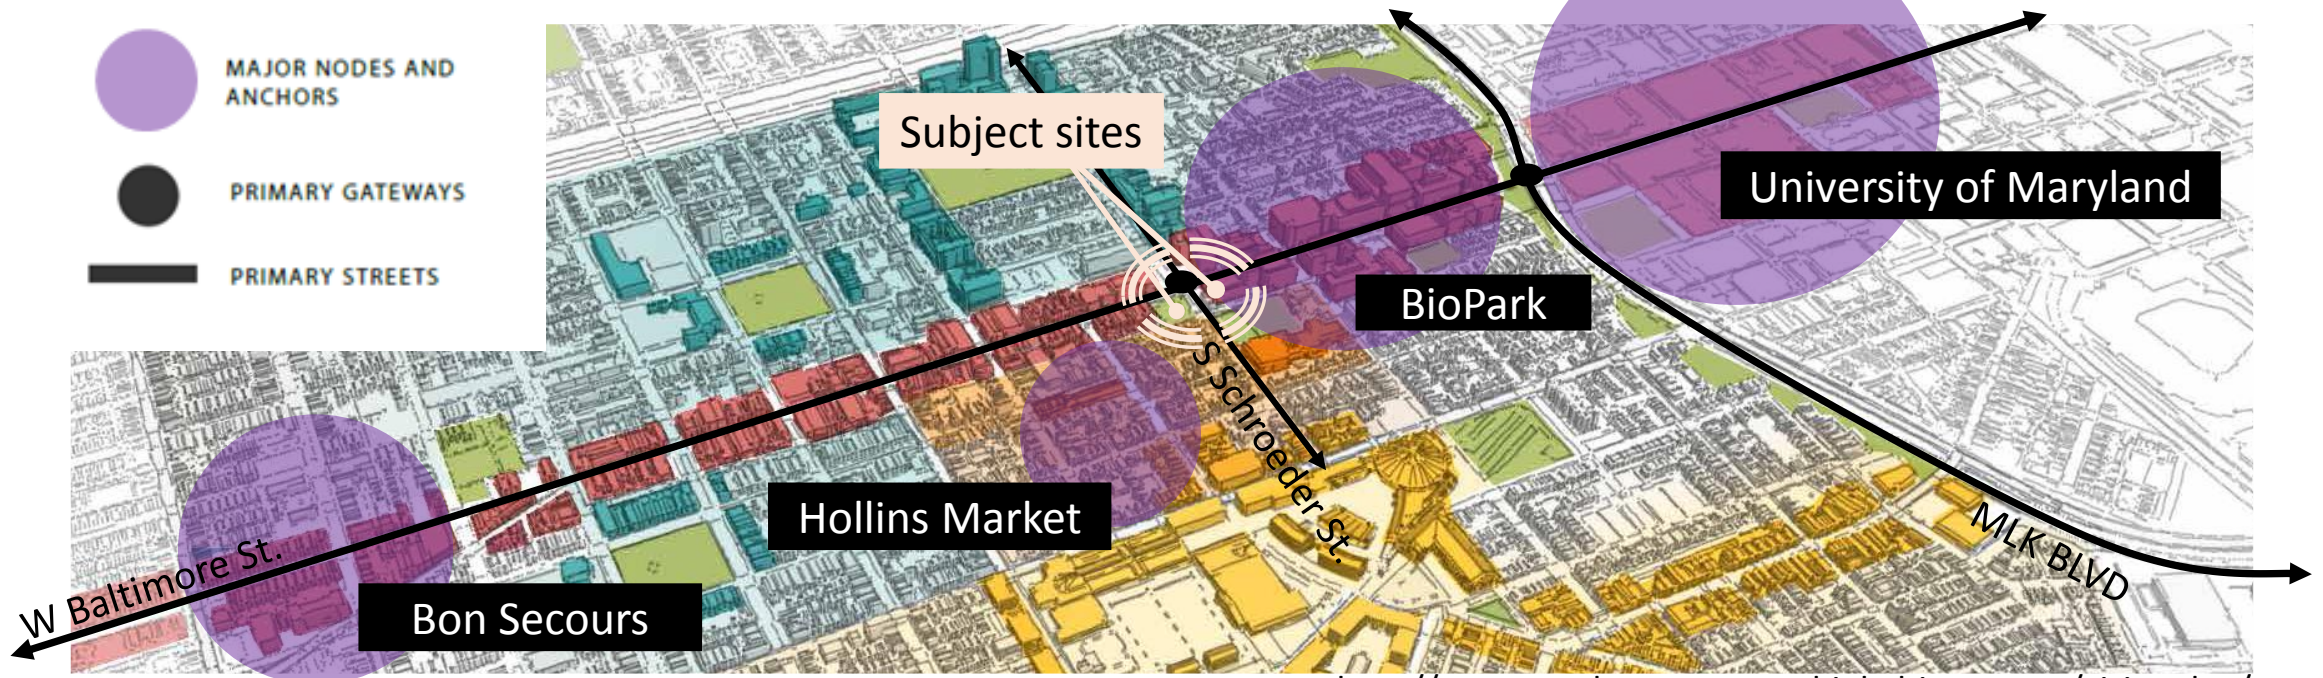 MAJOR NODES AND
ANCHORS
PRIMARY GATEWAYS
PRIMARY STREETS
Subject sites
University of Maryland
BioPark
S Schroeder St.
Hollins Market
MLK BLVD
W Baltimore St.
Bon Secours